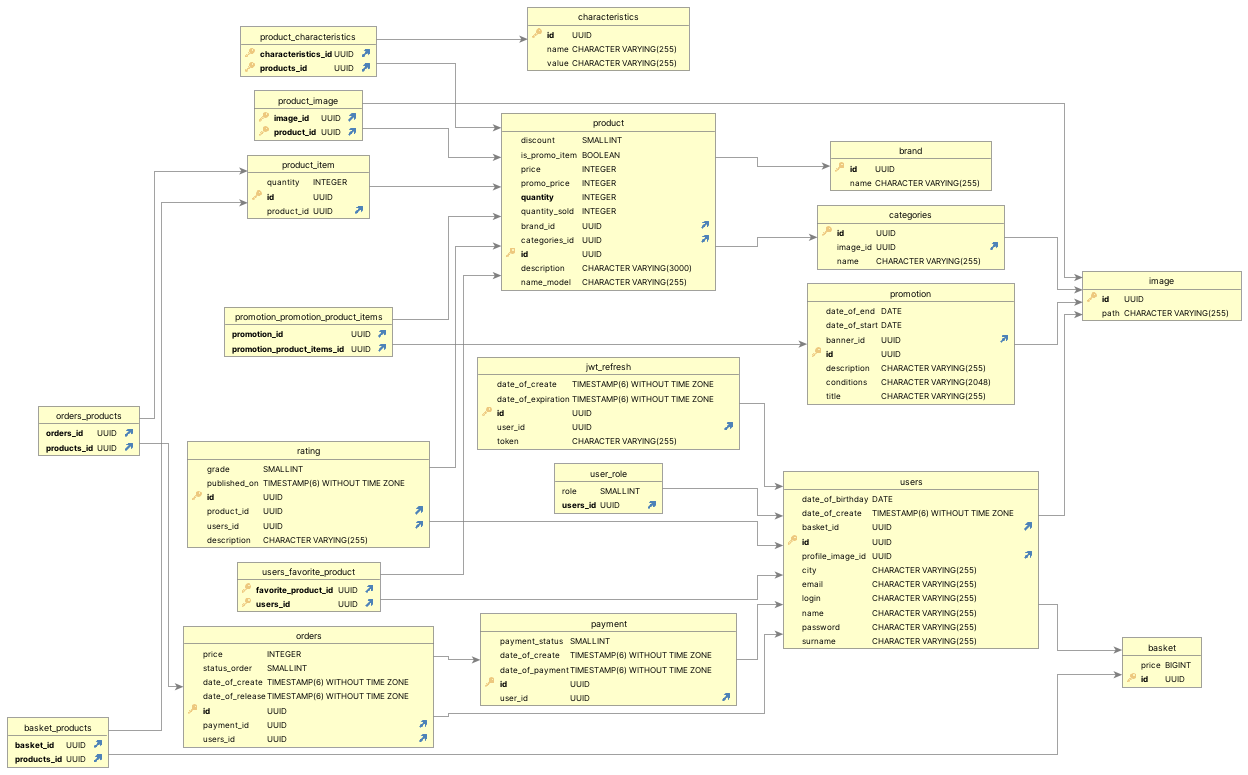 characteristics
id UUID
name CHARACTER VARYING(255)
value CHARACTER VARYING(255)
product_characteristics
characteristics_id UUID
products_id UUID
product_image
image_id UUID
product_id UUID
product
discount SMALLINT
is_promo_item BOOLEAN
price INTEGER
promo_price INTEGER
quantity INTEGER
quantity_sold INTEGER
brand_id UUID
categories_id UUID
id UUID
description CHARACTER VARYING(3000)
name_model CHARACTER VARYING(255)
brand
id UUID
name CHARACTER VARYING(255)
product_item
quantity INTEGER
id UUID
product_id UUID
categories
id UUID
image_id UUID
name CHARACTER VARYING(255)
image
id UUID
path CHARACTER VARYING(255)
promotion
date_of_end DATE
date_of_start DATE
banner_id UUID
id UUID
description CHARACTER VARYING(255)
conditions CHARACTER VARYING(2048)
title CHARACTER VARYING(255)
promotion_promotion_product_items
promotion_id UUID
promotion_product_items_id UUID
jwt_refresh
date_of_create TIMESTAMP(6) WITHOUT TIME ZONE
date_of_expiration TIMESTAMP(6) WITHOUT TIME ZONE
id UUID
user_id UUID
token CHARACTER VARYING(255)
orders_products
orders_id UUID
products_id UUID
rating
grade SMALLINT
published_on TIMESTAMP(6) WITHOUT TIME ZONE
id UUID
product_id UUID
users_id UUID
description CHARACTER VARYING(255)
user_role
role SMALLINT
users_id UUID
users
date_of_birthday DATE
date_of_create TIMESTAMP(6) WITHOUT TIME ZONE
basket_id UUID
id UUID
profile_image_id UUID
city CHARACTER VARYING(255)
email CHARACTER VARYING(255)
login CHARACTER VARYING(255)
name CHARACTER VARYING(255)
password CHARACTER VARYING(255)
surname CHARACTER VARYING(255)
users_favorite_product
favorite_product_id UUID
users_id UUID
orders
price INTEGER
status_order SMALLINT
date_of_create TIMESTAMP(6) WITHOUT TIME ZONE
date_of_release TIMESTAMP(6) WITHOUT TIME ZONE
id UUID
payment_id UUID
users_id UUID
payment
payment_status SMALLINT
date_of_create TIMESTAMP(6) WITHOUT TIME ZONE
date_of_payment TIMESTAMP(6) WITHOUT TIME ZONE
id UUID
user_id UUID
basket
price BIGINT
id UUID
basket_products
basket_id UUID
products_id UUID